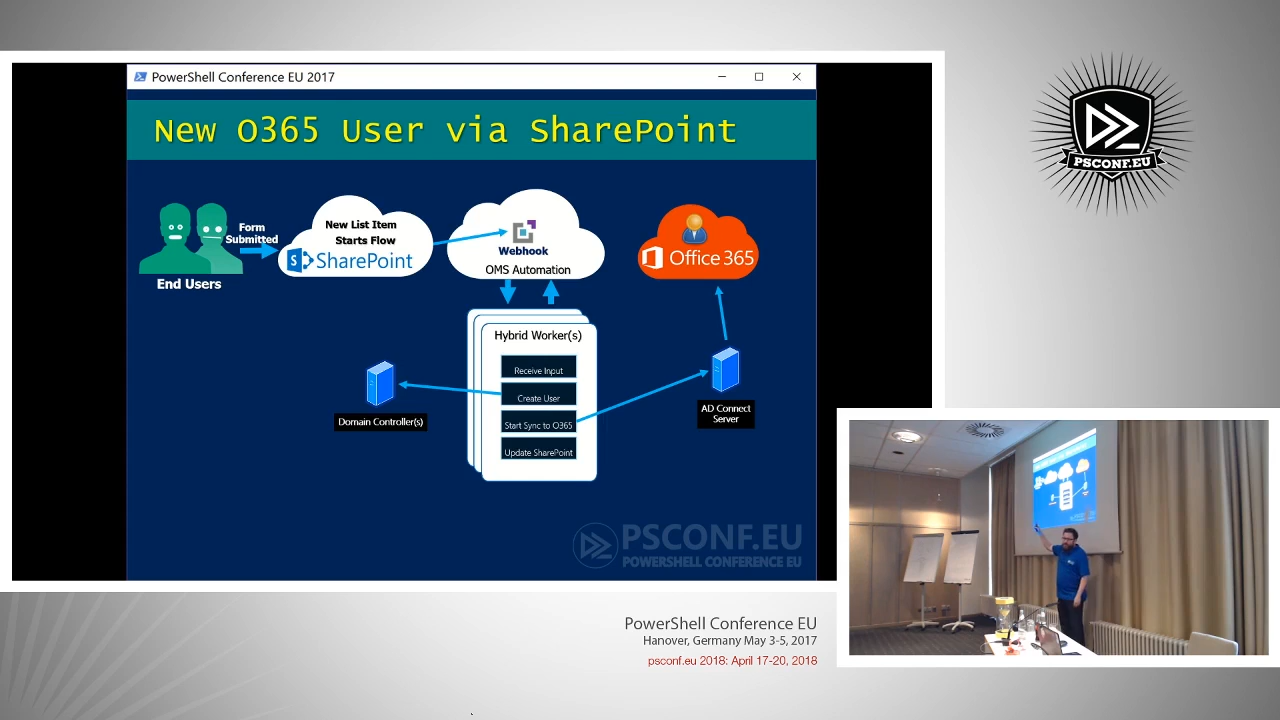 PowerShell Conference EU 2017
New O365 User via SharePoint
Form
Submitted
End Users
New List Item
Starts Flow
SharePoint
Webhook
OMS Automation
Office 365
Hybrid Worker(s)
Receive Input
Create User
Start Sync to O365
Update SharePoint
Domain Controller(s)
AD Connect
Server
PSCONF.EU
POWERSHELL CONFERENCE EU
PSCONF.EU
PowerShell Conference EU
Hanover, Germany May 3-5, 2017
psconf.eu 2018: April 17-20, 2018